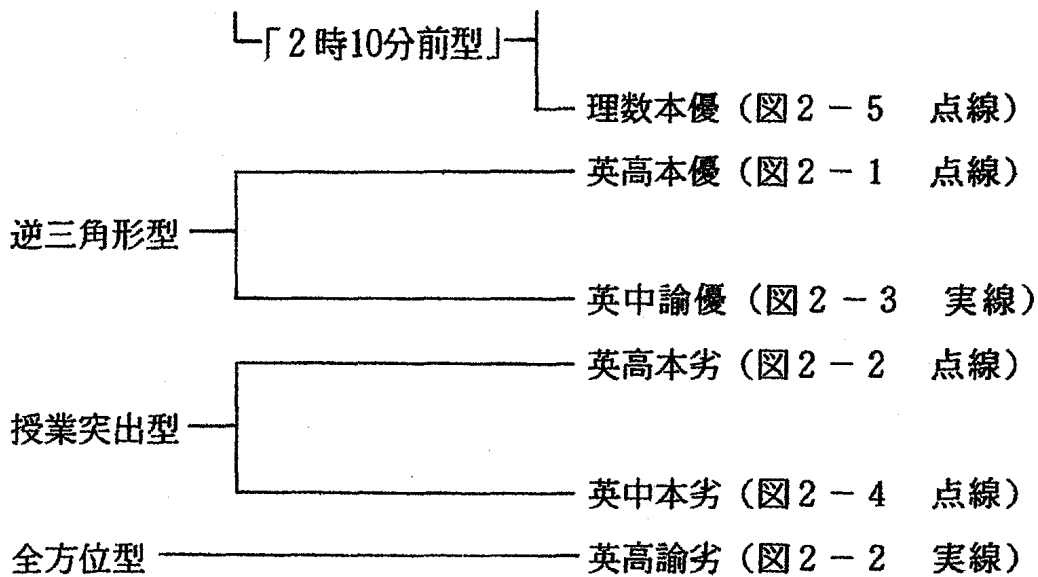 「2時10分前型」
理数本優（図2－5　点線）
英高本優（図2－1　点線）
逆三角形型
英中諭優（図2－3　実線）
英高本劣（図2－2　点線）
授業突出型
英中本劣（図2－4　点線）
全方位型　英高諭劣（図2－2　実線）